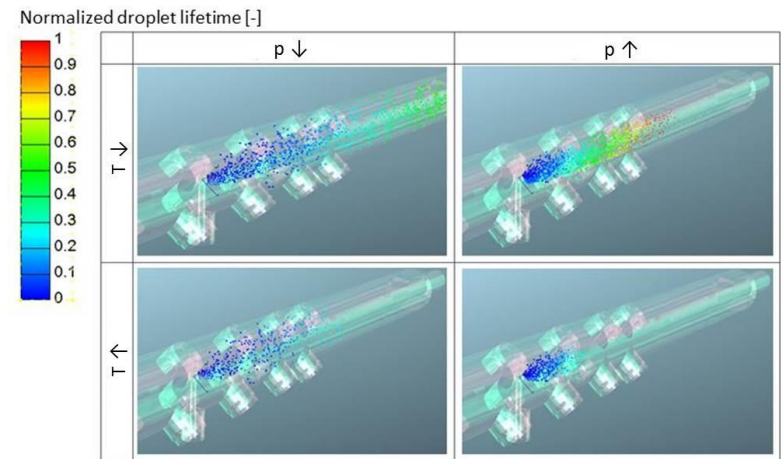 Normalized droplet lifetime [-]
1
0.9
0.8
0.7
0.6
0.5
0.4
0.3
0.2
0.1
0
p ↓
p ↑
T ↓
T ↑